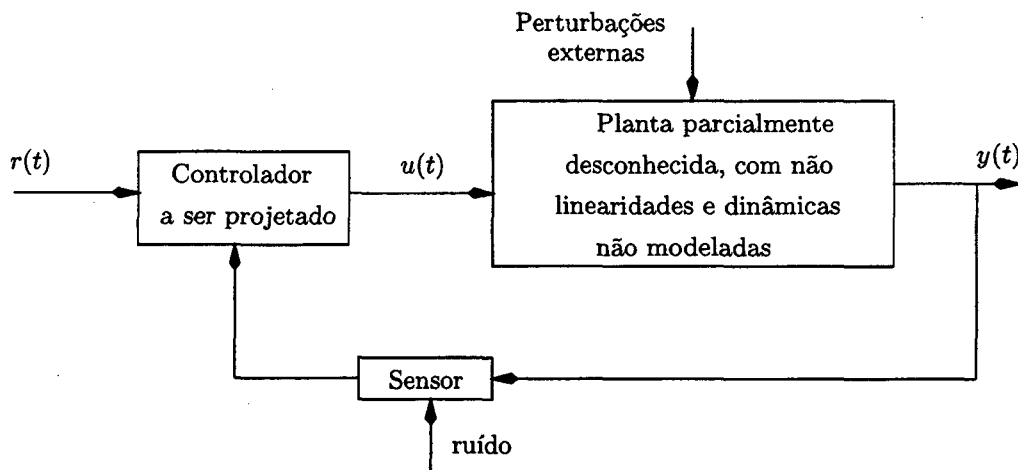 Perturbações
externas
Planta parcialmente
desconhecida, com não
linearidades e dinâmicas
não modeladas
r(t)
Controlador
a ser projetado
u(t)
y(t)
Sensor
ruído